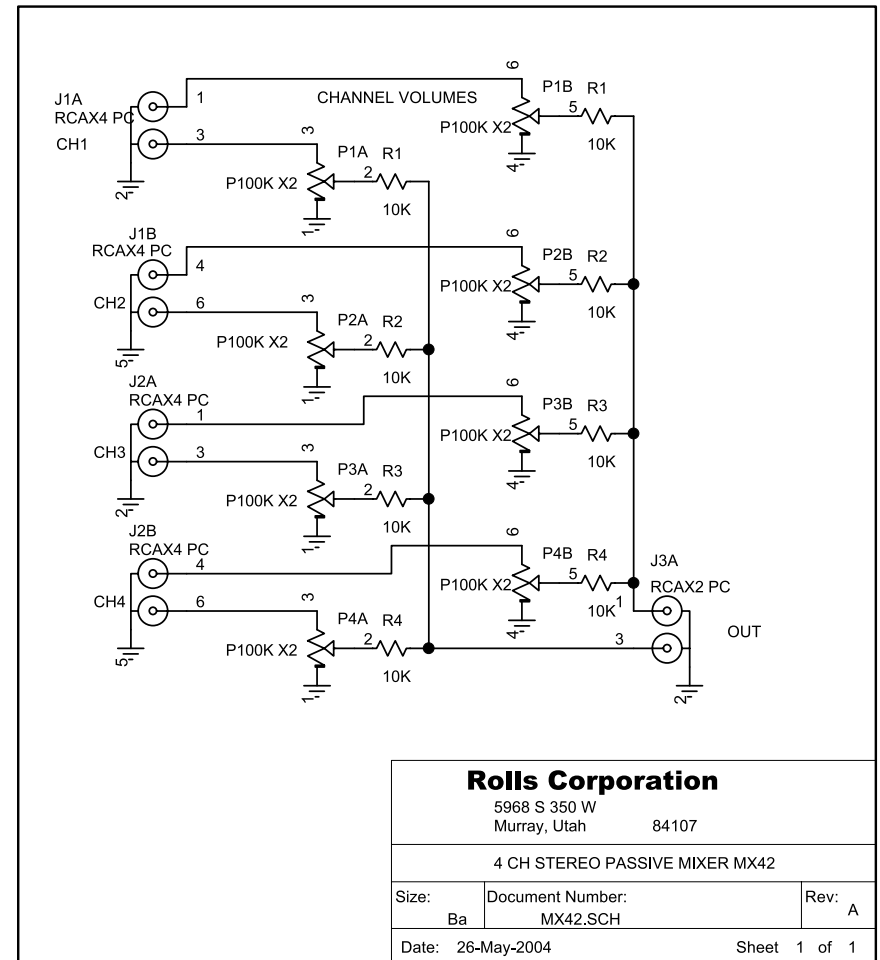 6
J1A
RCAX4 PC
1
CHANNEL VOLUMES
P1B R1
5
P100K X2
10K
4
CH1
3
3
P1A R1
2
P100K X2
10K
2
1
J1B
RCAX4 PC
4
6
P2B R2
5
P100K X2
10K
4
CH2
6
3
P2A R2
2
P100K X2
10K
5
1
J2A
RCAX4 PC
1
6
P3B R3
5
P100K X2
10K
4
CH3
3
3
P3A R3
2
P100K X2
10K
2
1
J2B
RCAX4 PC
4
6
P4B R4
5
P100K X2
10K
4
J3A
RCAX2 PC
1
CH4
6
3
P4A R4
2
P100K X2
10K
5
1
3
OUT
2
Rolls Corporation
5968 S 350 W
Murray, Utah 84107
4 CH STEREO PASSIVE MIXER MX42
Size: Ba
Document Number: MX42.SCH
Rev: A
Date: 26-May-2004
Sheet 1 of 1